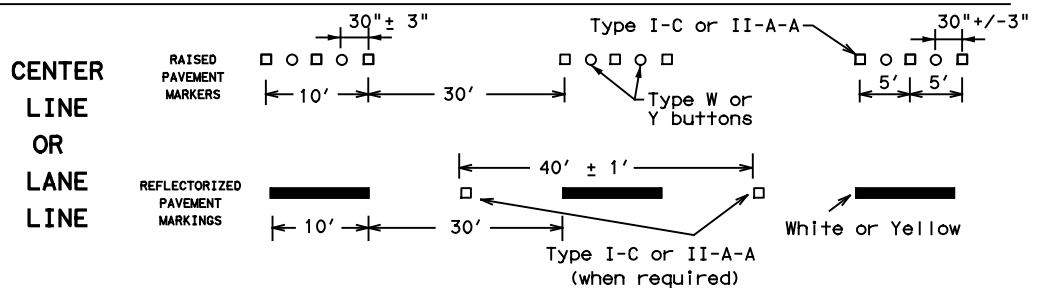 CENTER
LINE
OR
LANE
LINE
RAISED
PAVEMENT
MARKERS
30"± 3"
Type I-C or II-A-A
30"+/-3"
10'
30'
Type W or
Y buttons
5'
5'
REFLECTORIZED
PAVEMENT
MARKINGS
40' ± 1'
10'
30'
Type I-C or II-A-A
(when required)
White or Yellow